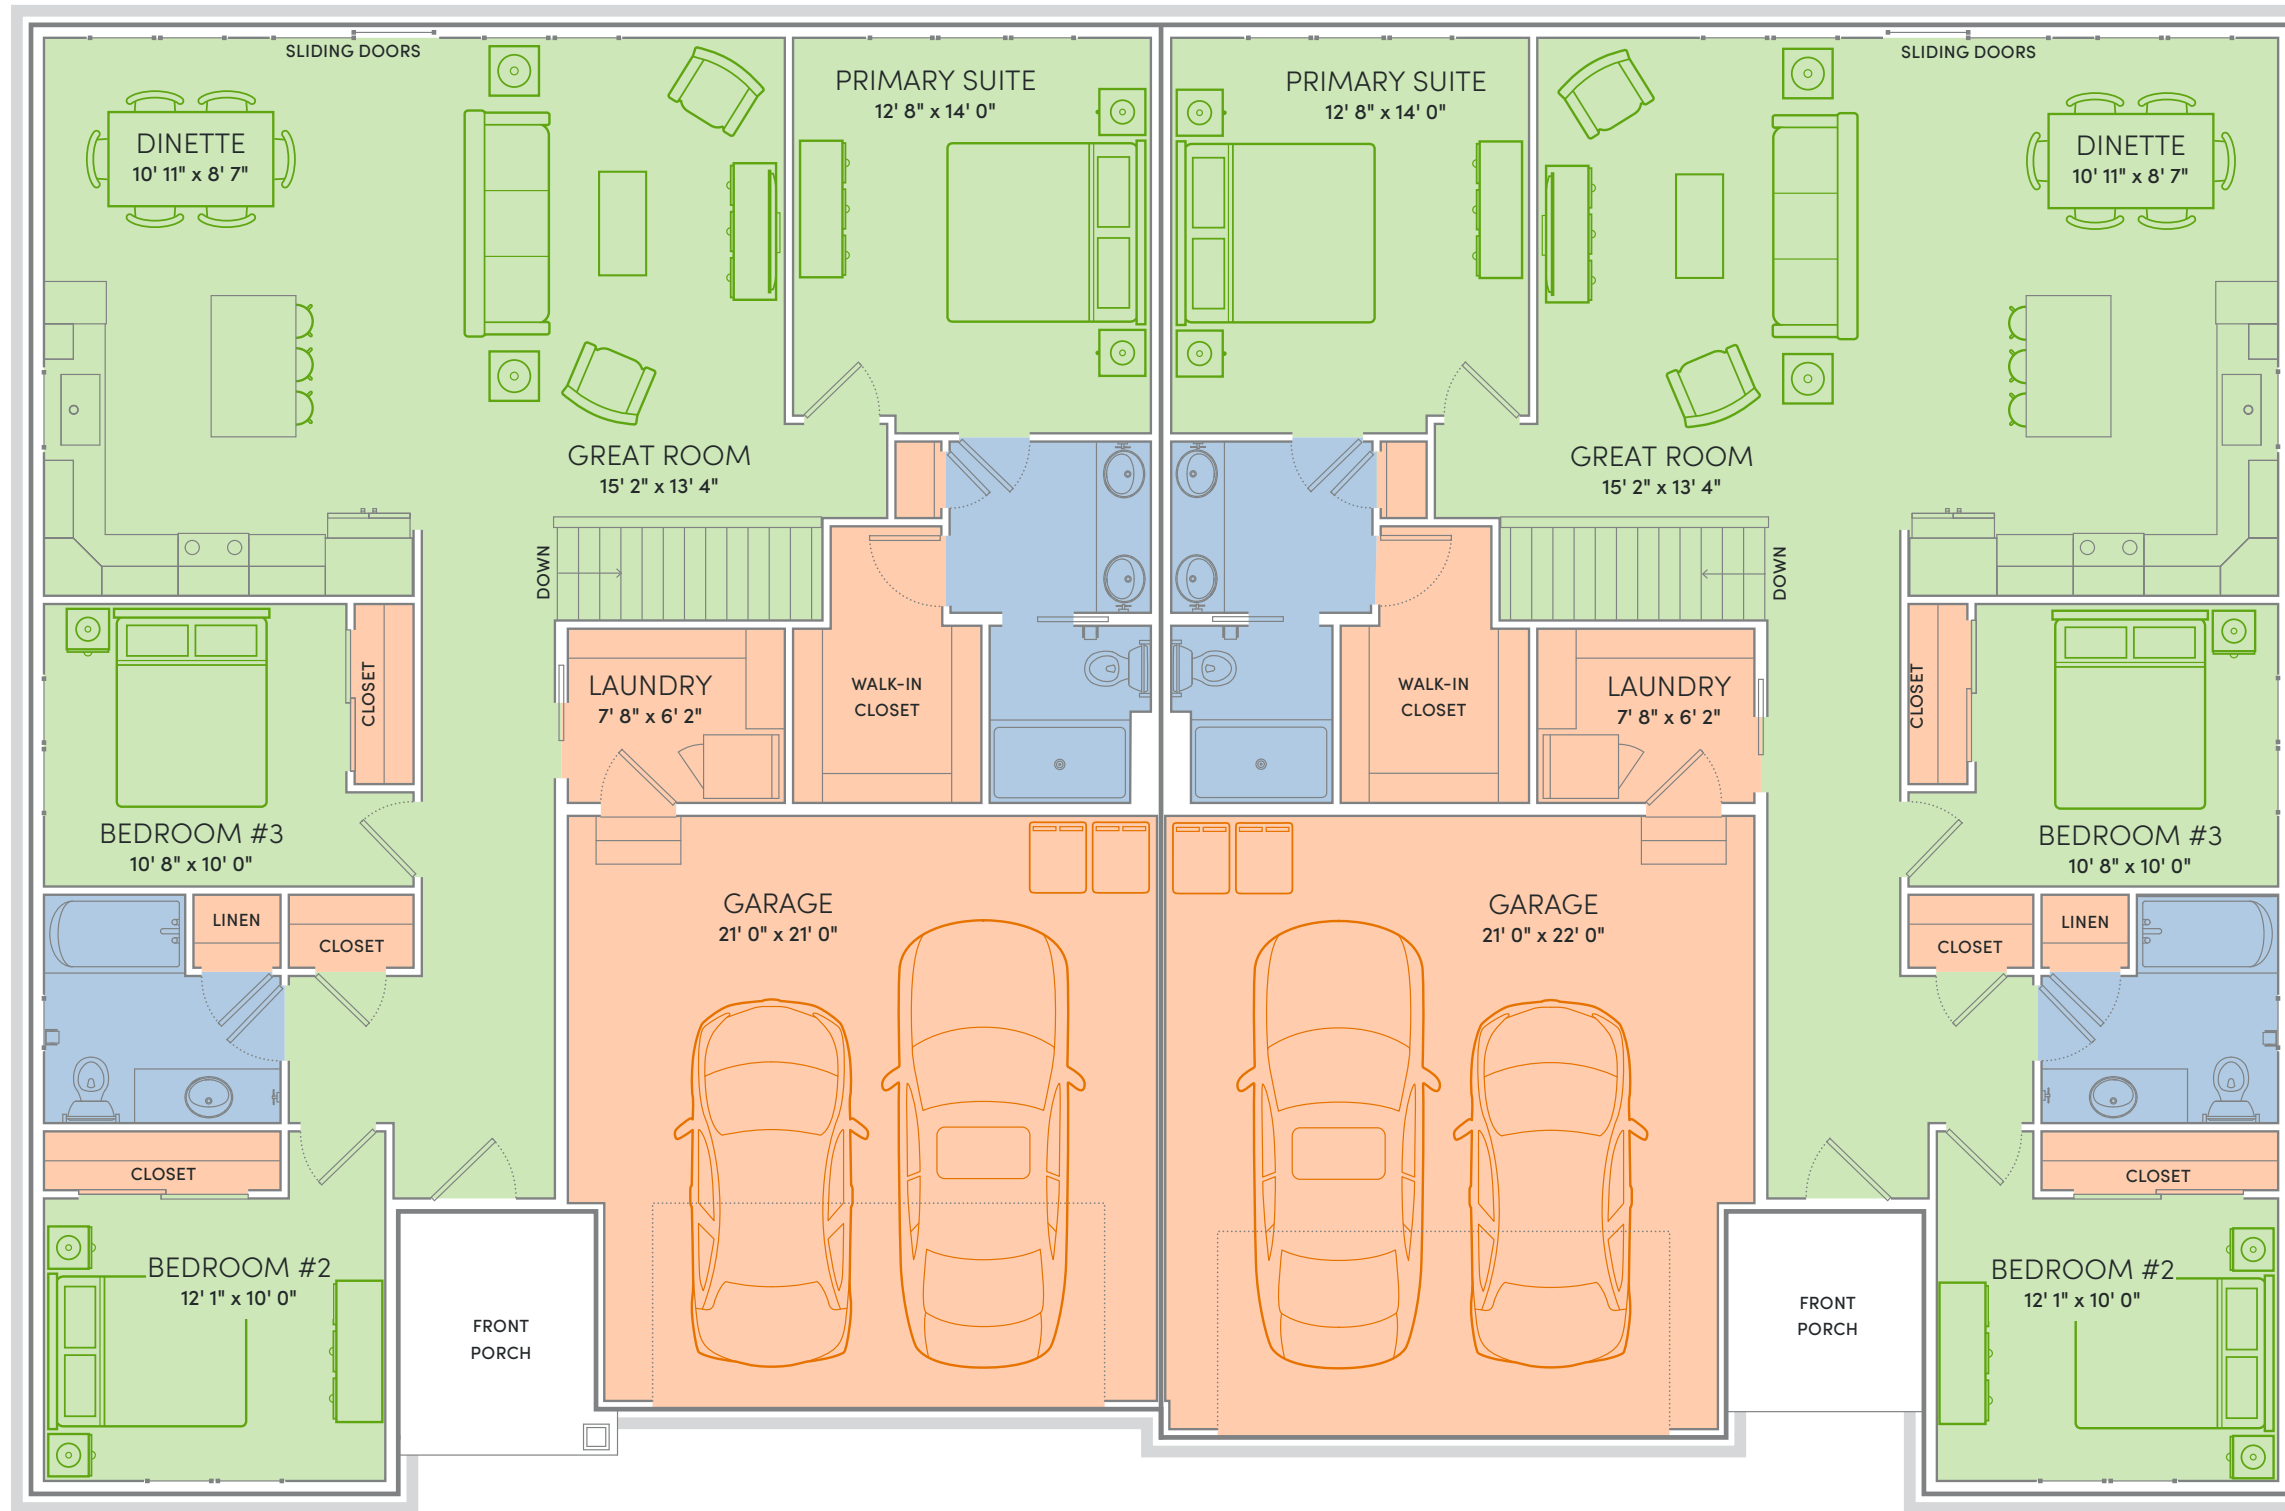 SLIDING DOORS
DINETTE
10' 11" x 8' 7"
PRIMARY SUITE
12' 8" x 14' 0"
GREAT ROOM
15' 2" x 13' 4"
DOWN
LAUNDRY
7' 8" x 6' 2"
WALK-IN
CLOSET
CLOSET
BEDROOM #3
10' 8" x 10' 0"
LINEN
CLOSET
GARAGE
21' 0" x 21' 0"
CLOSET
BEDROOM #2
12' 1" x 10' 0"
FRONT
PORCH
PRIMARY SUITE
12' 8" x 14' 0"
SLIDING DOORS
DINETTE
10' 11" x 8' 7"
GREAT ROOM
15' 2" x 13' 4"
DOWN
WALK-IN
CLOSET
LAUNDRY
7' 8" x 6' 2"
CLOSET
BEDROOM #3
10' 8" x 10' 0"
GARAGE
21' 0" x 22' 0"
CLOSET
LINEN
CLOSET
FRONT
PORCH
BEDROOM #2
12' 1" x 10' 0"